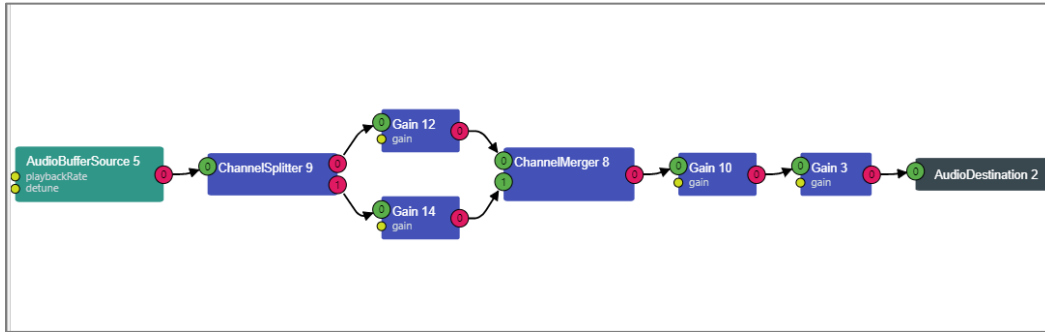 AudioBufferSource 5
playbackRate
detune
0
0
ChannelSplitter 9
0
1
0
Gain 12
gain
0
0
Gain 14
gain
0
0
ChannelMerger 8
1
0
0
Gain 10
gain
0
0
Gain 3
gain
0
0
AudioDestination 2